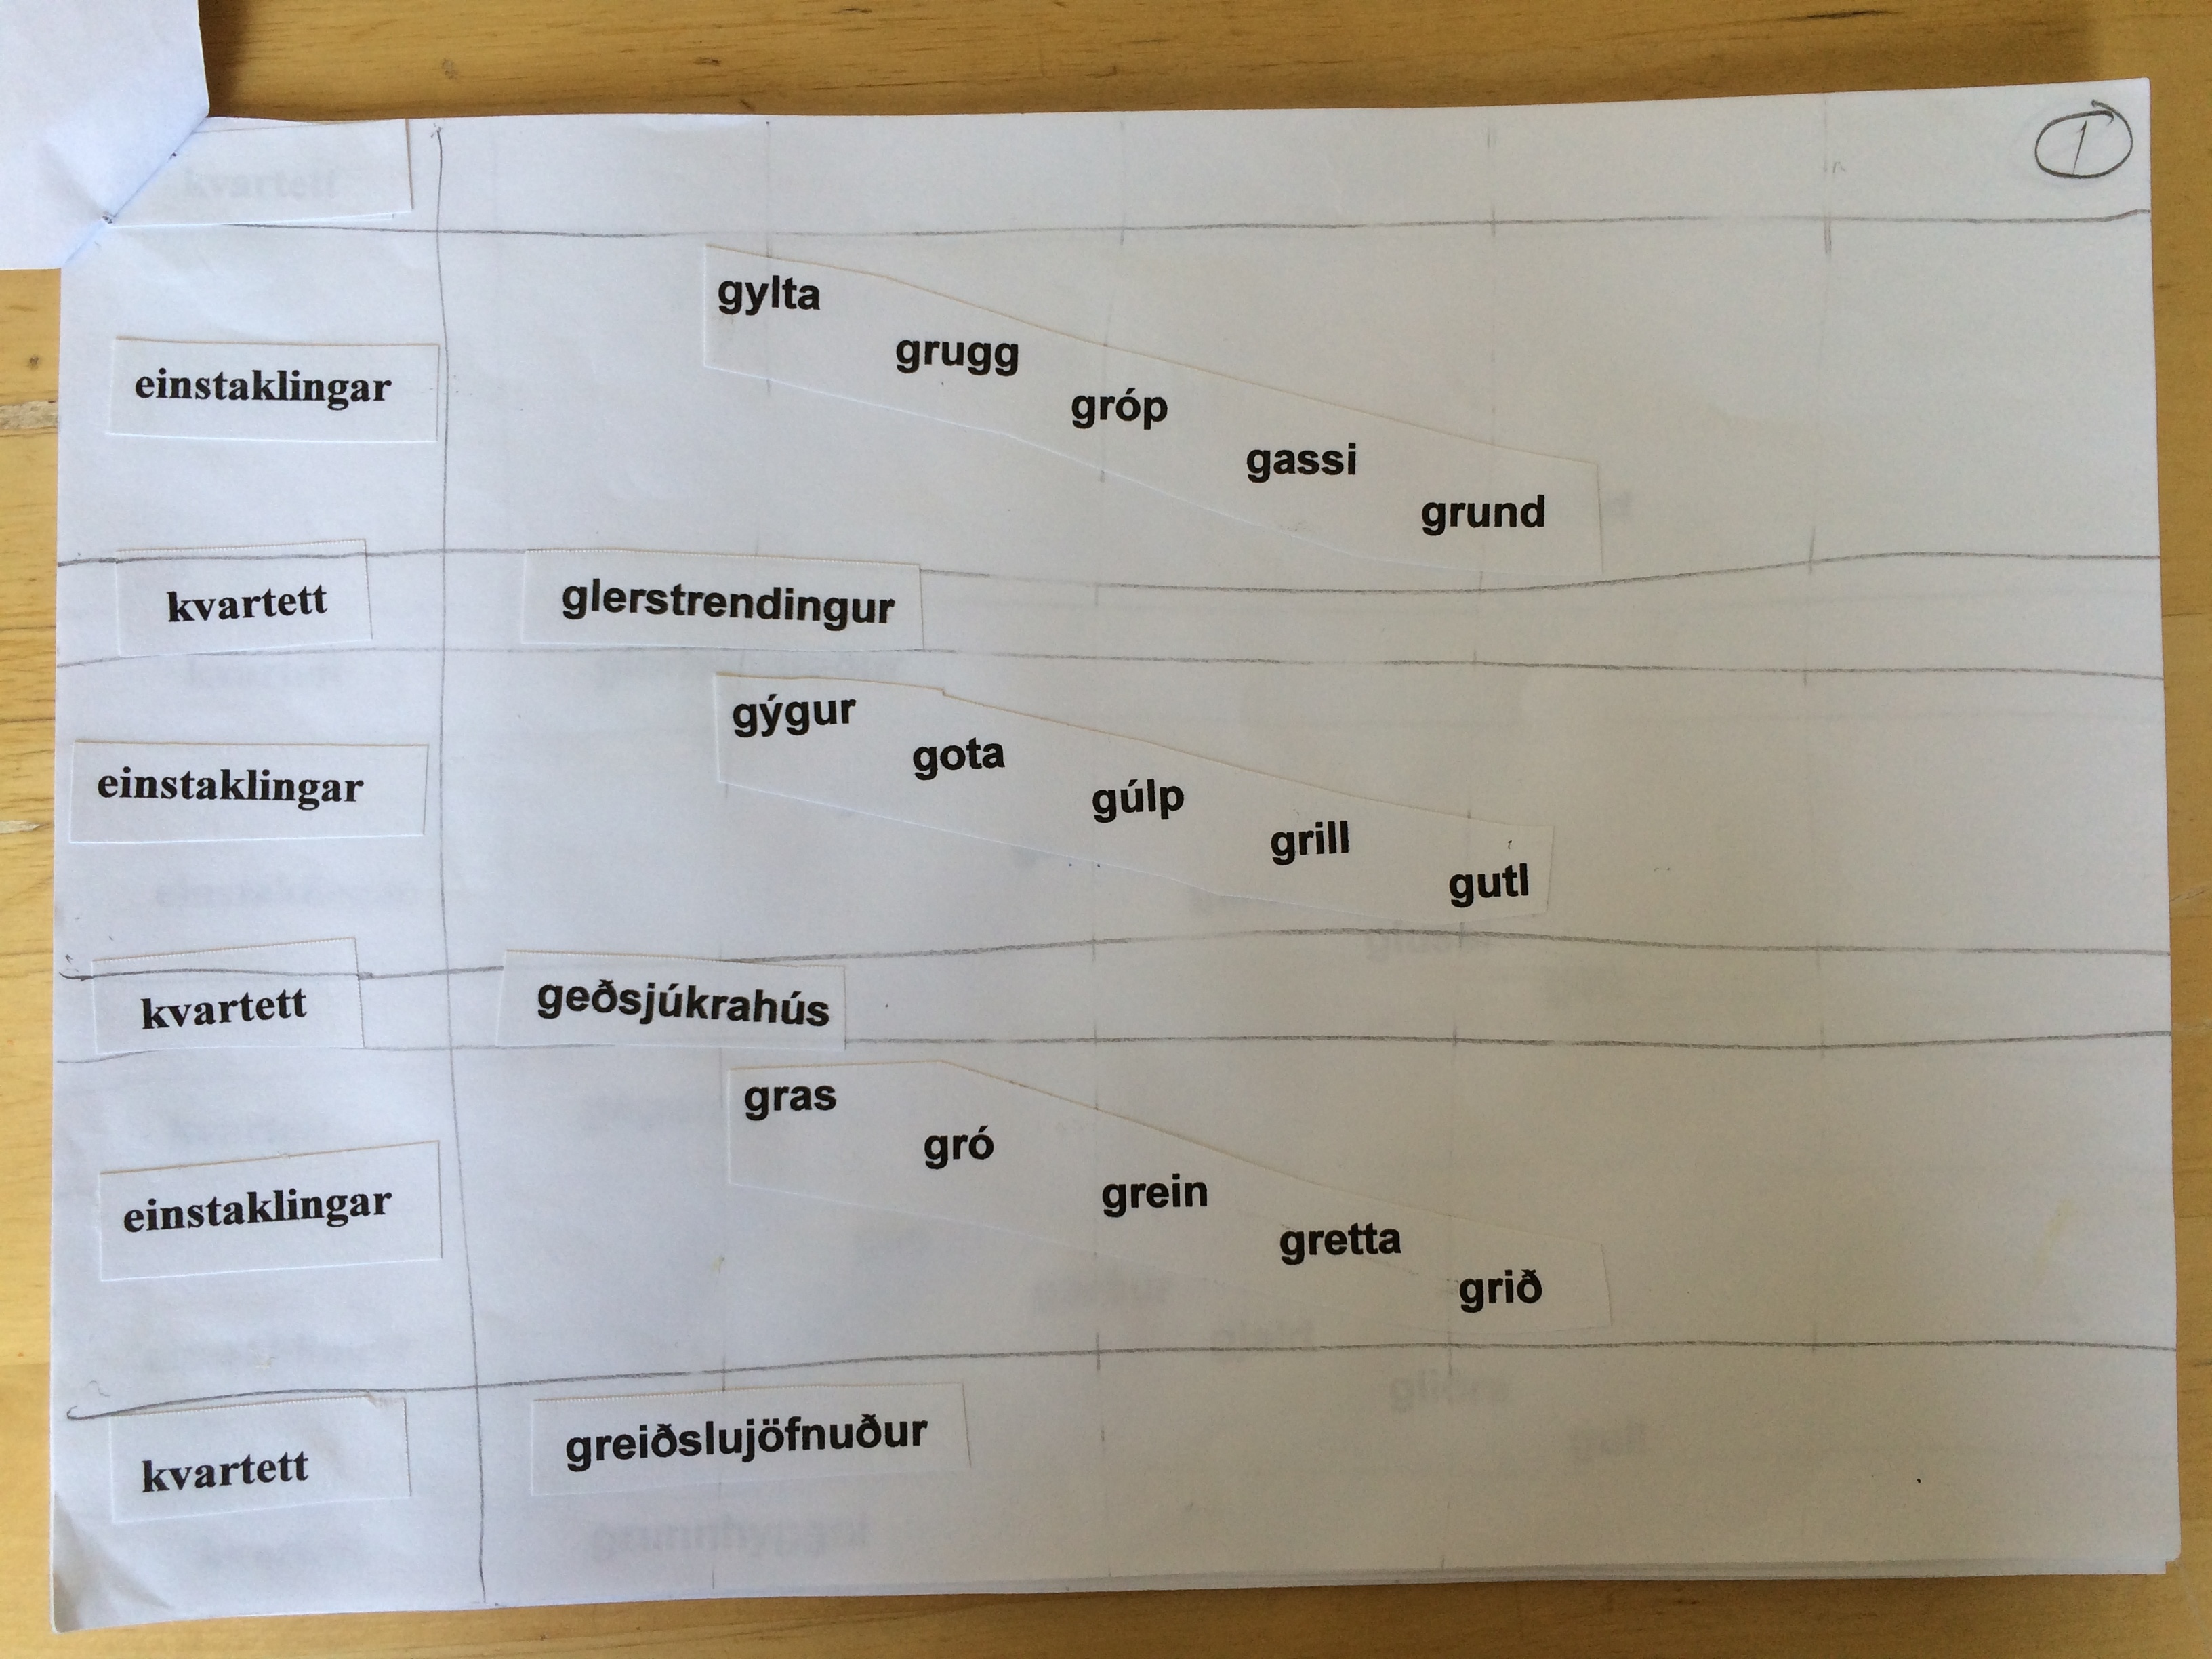 1
einstaklingar
gylta
grugg
gróp
gassi
grund
kvartett glerstrendingur
einstaklingar
gýgur
gota
gúlp
grill
gutl
kvartett geðsjúkrahús
einstaklingar
gras
gró
grein
gretta
grið
kvartett greiðslujöfnuður